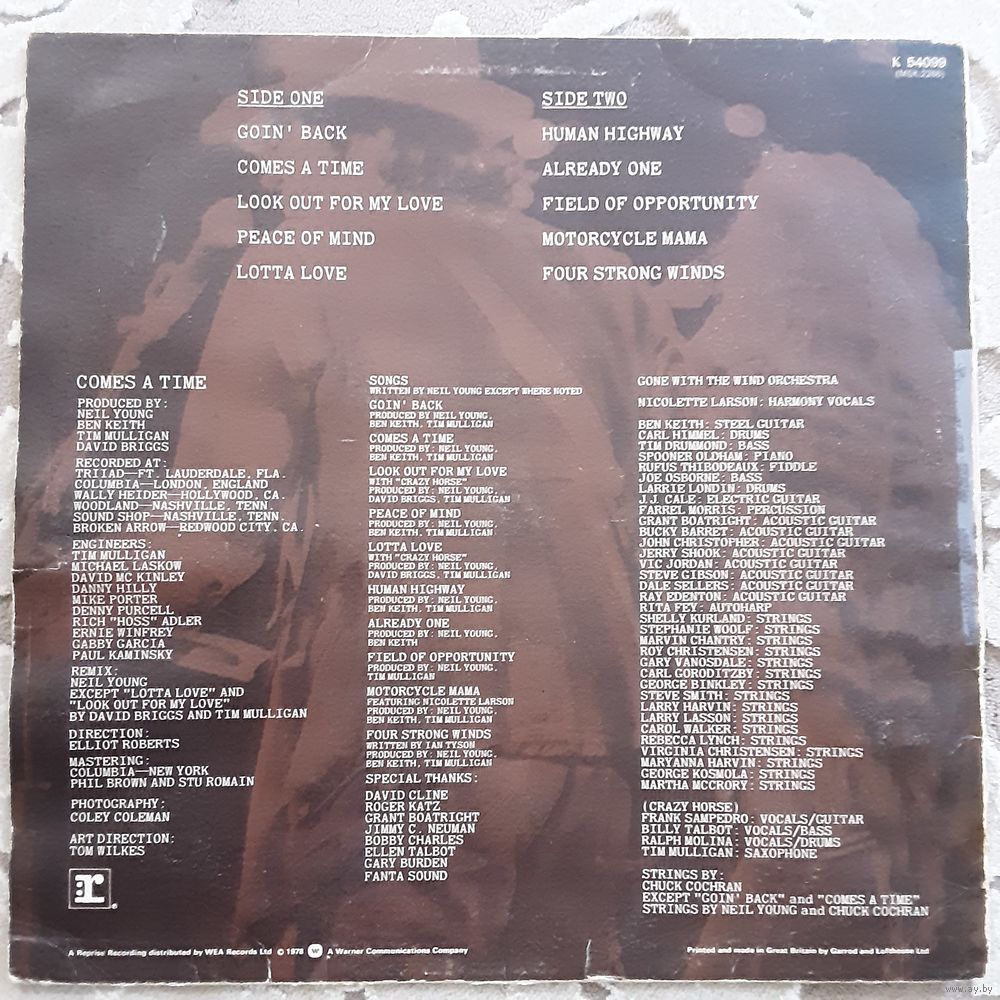 K 54099
(MSK 2266)
SIDE ONE
GOIN' BACK
COMES A TIME
LOOK OUT FOR MY LOVE
PEACE OF MIND
LOTTA LOVE
SIDE TWO
HUMAN HIGHWAY
ALREADY ONE
FIELD OF OPPORTUNITY
MOTORCYCLE MAMA
FOUR STRONG WINDS
COMES A TIME
PRODUCED BY:
NEIL YOUNG
BEN KEITH
TIM MULLIGAN
DAVID BRIGGS
RECORDED AT:
TRIIAD—FT. LAUDERDALE, FLA.
COLUMBIA—LONDON, ENGLAND
WALLY HEIDER—HOLLYWOOD, CA.
WOODLAND—NASHVILLE, TENN.
SOUND SHOP—NASHVILLE, TENN.
BROKEN ARROW—REDWOOD CITY, CA.
ENGINEERS:
TIM MULLIGAN
MICHAEL LASKOW
DAVID MC KINLEY
DANNY HILLY
MIKE PORTER
DENNY PURCELL
RICH "HOSS" ADLER
ERNIE WINFREY
GABBY GARCIA
PAUL KAMINSKY
REMIX:
NEIL YOUNG
EXCEPT "LOTTA LOVE" AND
"LOOK OUT FOR MY LOVE"
BY DAVID BRIGGS AND TIM MULLIGAN
DIRECTION:
ELLIOT ROBERTS
MASTERING:
COLUMBIA—NEW YORK
PHIL BROWN AND STU ROMAIN
PHOTOGRAPHY:
COLEY COLEMAN
ART DIRECTION:
TOM WILKES
r
SONGS
WRITTEN BY NEIL YOUNG EXCEPT WHERE NOTED
GOIN' BACK
PRODUCED BY NEIL YOUNG,
BEN KEITH, TIM MULLIGAN
COMES A TIME
PRODUCED BY: NEIL YOUNG,
BEN KEITH, TIM MULLIGAN
LOOK OUT FOR MY LOVE
WITH "CRAZY HORSE"
PRODUCED BY: NEIL YOUNG,
DAVID BRIGGS, TIM MULLIGAN
PEACE OF MIND
PRODUCED BY: NEIL YOUNG,
BEN KEITH, TIM MULLIGAN
LOTTA LOVE
WITH "CRAZY HORSE"
PRODUCED BY: NEIL YOUNG,
DAVID BRIGGS, TIM MULLIGAN
HUMAN HIGHWAY
PRODUCED BY: NEIL YOUNG,
BEN KEITH, TIM MULLIGAN
ALREADY ONE
PRODUCED BY: NEIL YOUNG,
BEN KEITH
FIELD OF OPPORTUNITY
PRODUCED BY: NEIL YOUNG,
TIM MULLIGAN
MOTORCYCLE MAMA
FEATURING NICOLETTE LARSON
PRODUCED BY: NEIL YOUNG,
BEN KEITH, TIM MULLIGAN
FOUR STRONG WINDS
WRITTEN BY IAN TYSON
PRODUCED BY: NEIL YOUNG,
BEN KEITH, TIM MULLIGAN
SPECIAL THANKS:
DAVID CLINE
ROGER KATZ
GRANT BOATRIGHT
JIMMY C. NEUMAN
BOBBY CHARLES
ELLEN TALBOT
GARY BURDEN
FANTA SOUND
GONE WITH THE WIND ORCHESTRA
NICOLETTE LARSON: HARMONY VOCALS
BEN KEITH: STEEL GUITAR
CARL HIMMEL: DRUMS
TIM DRUMMOND: BASS
SPOONER OLDHAM: PIANO
RUFUS THIBODEAUX: FIDDLE
JOE OSBORNE: BASS
LARRIE LONDIN: DRUMS
J.J. CALE: ELECTRIC GUITAR
FARREL MORRIS: PERCUSSION
GRANT BOATRIGHT: ACOUSTIC GUITAR
BUCKY BARRET: ACOUSTIC GUITAR
JOHN CHRISTOPHER: ACOUSTIC GUITAR
JERRY SHOOK: ACOUSTIC GUITAR
VIC JORDAN: ACOUSTIC GUITAR
STEVE GIBSON: ACOUSTIC GUITAR
DALE SELLERS: ACOUSTIC GUITAR
RAY EDENTON: ACOUSTIC GUITAR
RITA FEY: AUTOHARP
SHELLY KURLAND: STRINGS
STEPHANIE WOOLF: STRINGS
MARVIN CHANTRY: STRINGS
ROY CHRISTENSEN: STRINGS
GARY VANOSDALE: STRINGS
CARL GORODITZBY: STRINGS
GEORGE BINKLEY: STRINGS
STEVE SMITH: STRINGS
LARRY HARVIN: STRINGS
LARRY LASSON: STRINGS
CAROL WALKER: STRINGS
REBECCA LYNCH: STRINGS
VIRGINIA CHRISTENSEN: STRINGS
MARYANNA HARVIN: STRINGS
GEORGE KOSMOLA: STRINGS
MARTHA MCCRORY: STRINGS
(CRAZY HORSE)
FRANK SAMPEDRO: VOCALS/GUITAR
BILLY TALBOT: VOCALS/BASS
RALPH MOLINA: VOCALS/DRUMS
TIM MULLIGAN: SAXOPHONE
STRINGS BY:
CHUCK COCHRAN
EXCEPT "GOIN' BACK" and "COMES A TIME"
STRINGS BY NEIL YOUNG and CHUCK COCHRAN
A Reprise Recording distributed by WEA Records Ltd © 1978 W A Warner Communications Company
Printed and made in Great Britain by Garrod and Lofthouse Ltd
www.ay.by